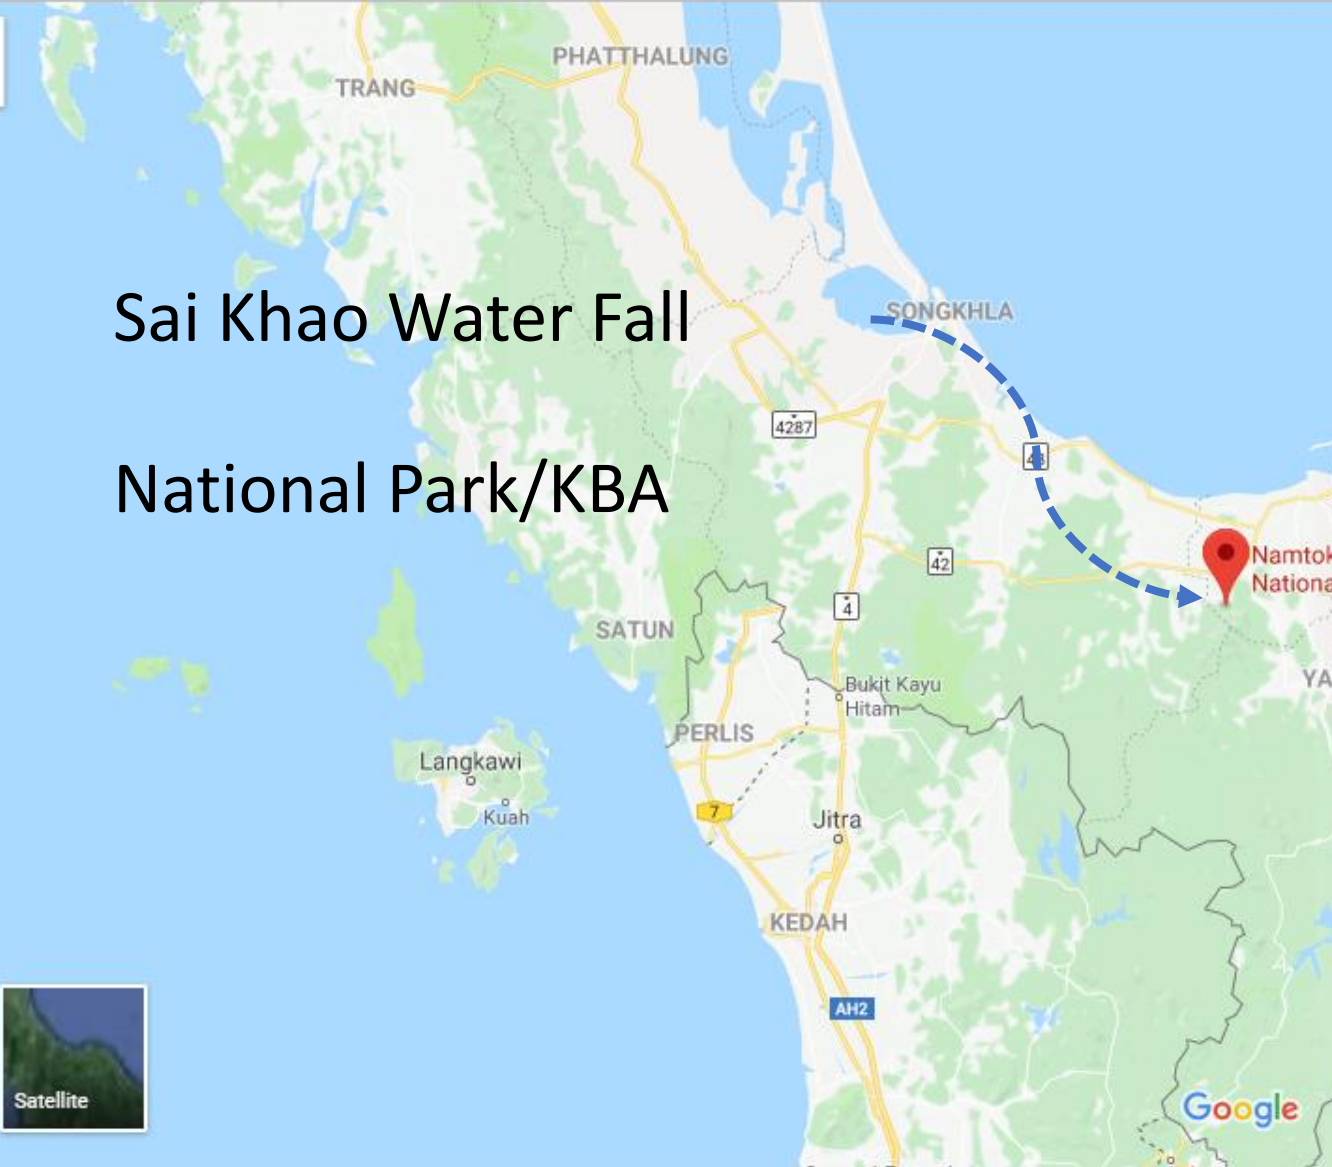 PHATTHALUNG
TRANG
Sai Khao Water Fall
SONGKHLA
4287
National Park/KBA
42
Namtok
Nationa
4
SATUN
Bukit Kayu
Hitam
YA
PERLIS
Langkawi
Kuah
7
Jitra
KEDAH
AH2
Satellite
Google